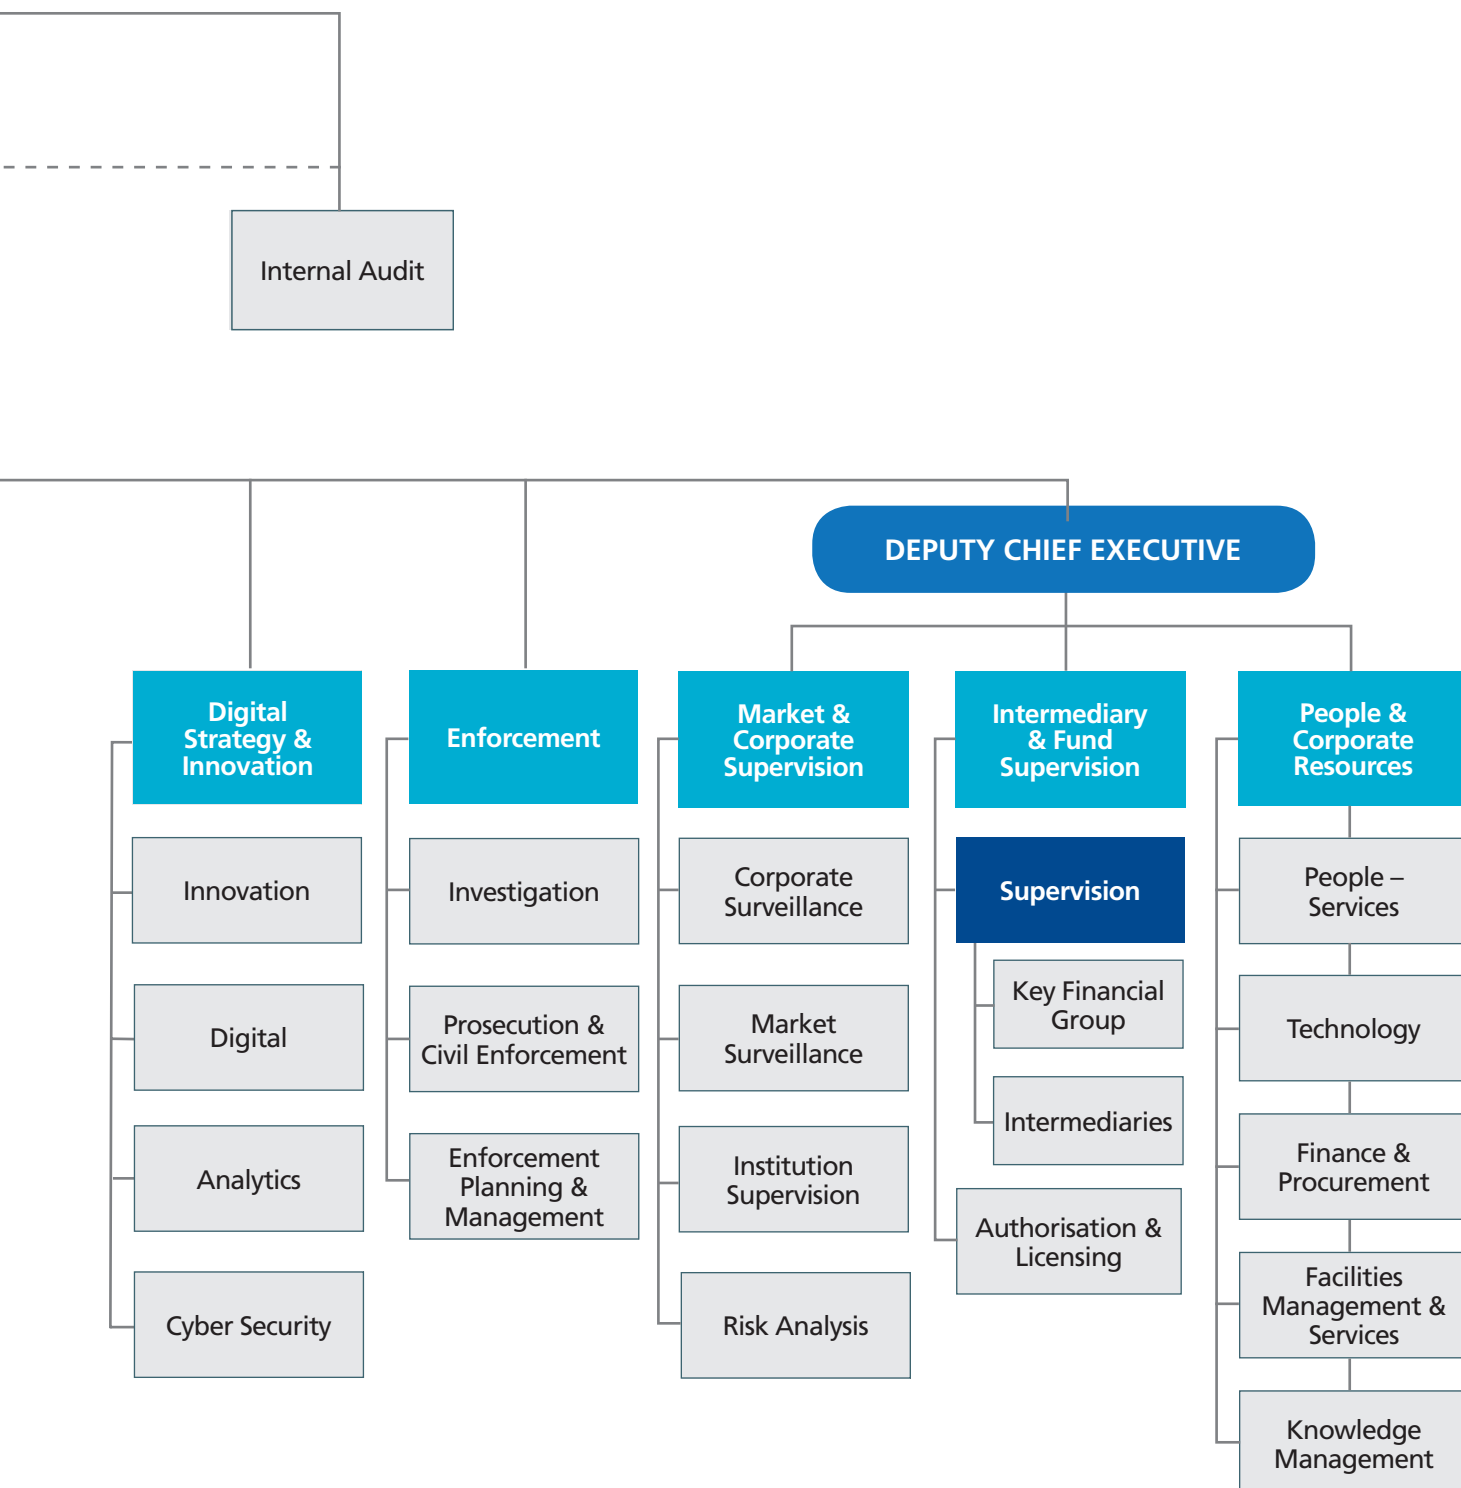 Internal Audit
DEPUTY CHIEF EXECUTIVE
Digital
Strategy &
Innovation
Innovation
Digital
Analytics
Cyber Security
Enforcement
Investigation
Prosecution &
Civil Enforcement
Enforcement
Planning &
Management
Market &
Corporate
Supervision
Corporate
Surveillance
Market
Surveillance
Institution
Supervision
Risk Analysis
Intermediary
& Fund
Supervision
Supervision
Key Financial
Group
Intermediaries
Authorisation &
Licensing
People &
Corporate
Resources
People –
Services
Technology
Finance &
Procurement
Facilities
Management &
Services
Knowledge
Management